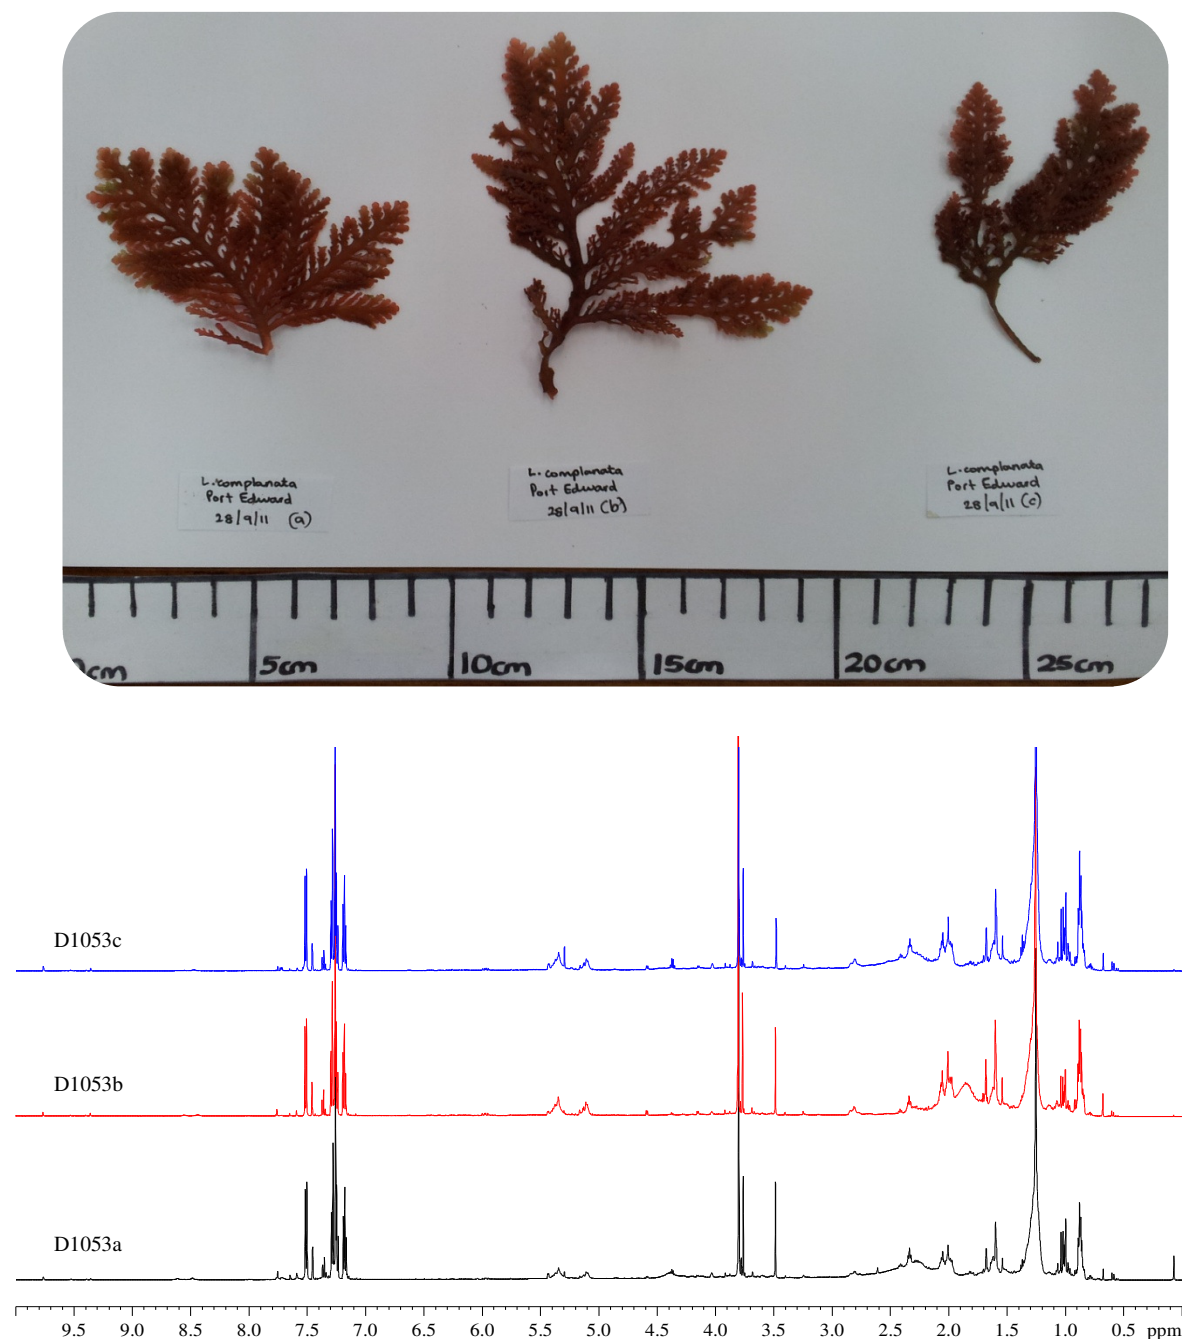 L. complanata
Port Edward
28/9/11 (a)
L. complanata
Port Edward
28/9/11 (b)
L. complanata
Port Edward
28/9/11 (c)
5cm
10cm
15cm
20cm
25cm
D1053c
D1053b
D1053a
9.5 9.0 8.5 8.0 7.5 7.0 6.5 6.0 5.5 5.0 4.5 4.0 3.5 3.0 2.5 2.0 1.5 1.0 0.5 ppm